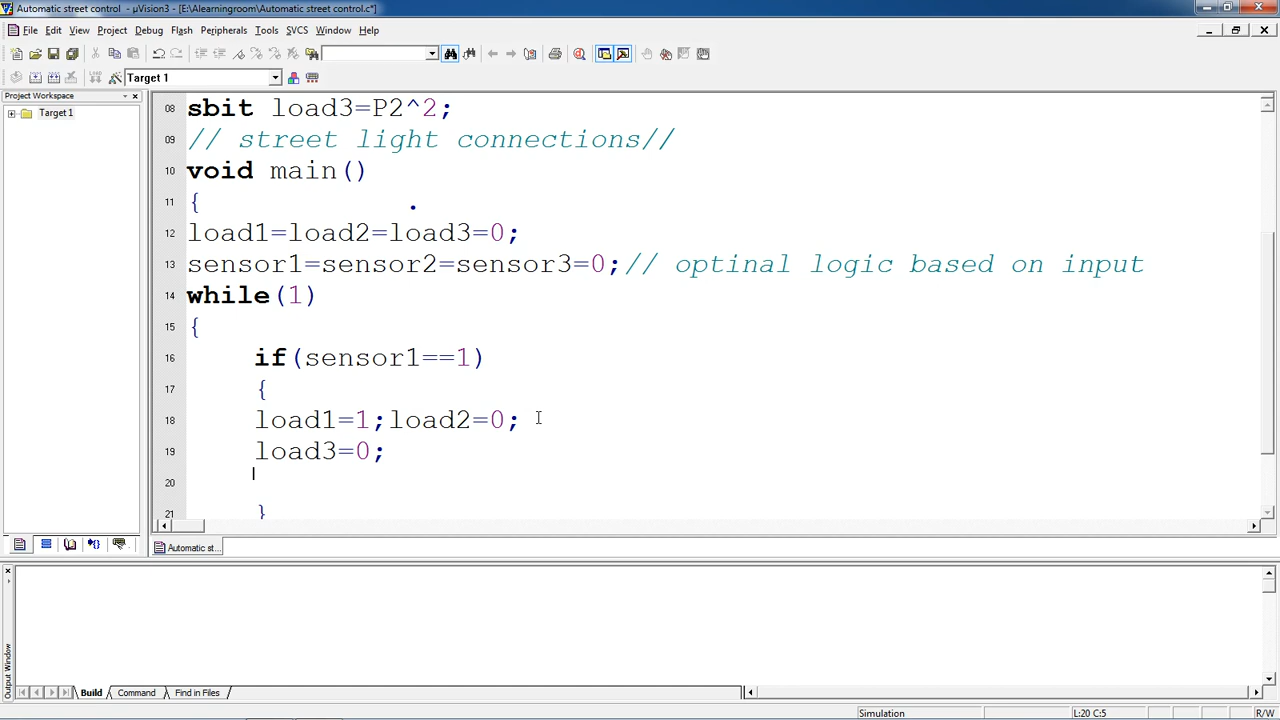 Automatic street control - µVision3 - [E:\Alearningroom\Automatic street control.c*]
File Edit View Project Debug Flash Peripherals Tools SVCS Window Help
Target 1
Project Workspace
Target 1
08 sbit load3=P2^2;
09 // street light connections//
10 void main()
11 {
12 load1=load2=load3=0;
13 sensor1=sensor2=sensor3=0;// optinal logic based on input
14 while(1)
15 {
16 if(sensor1==1)
17 {
18 load1=1;load2=0;
19 load3=0;
20
21 }
Automatic st...
Output Window
Build Command Find in Files
Simulation L:20 C:5 R/W